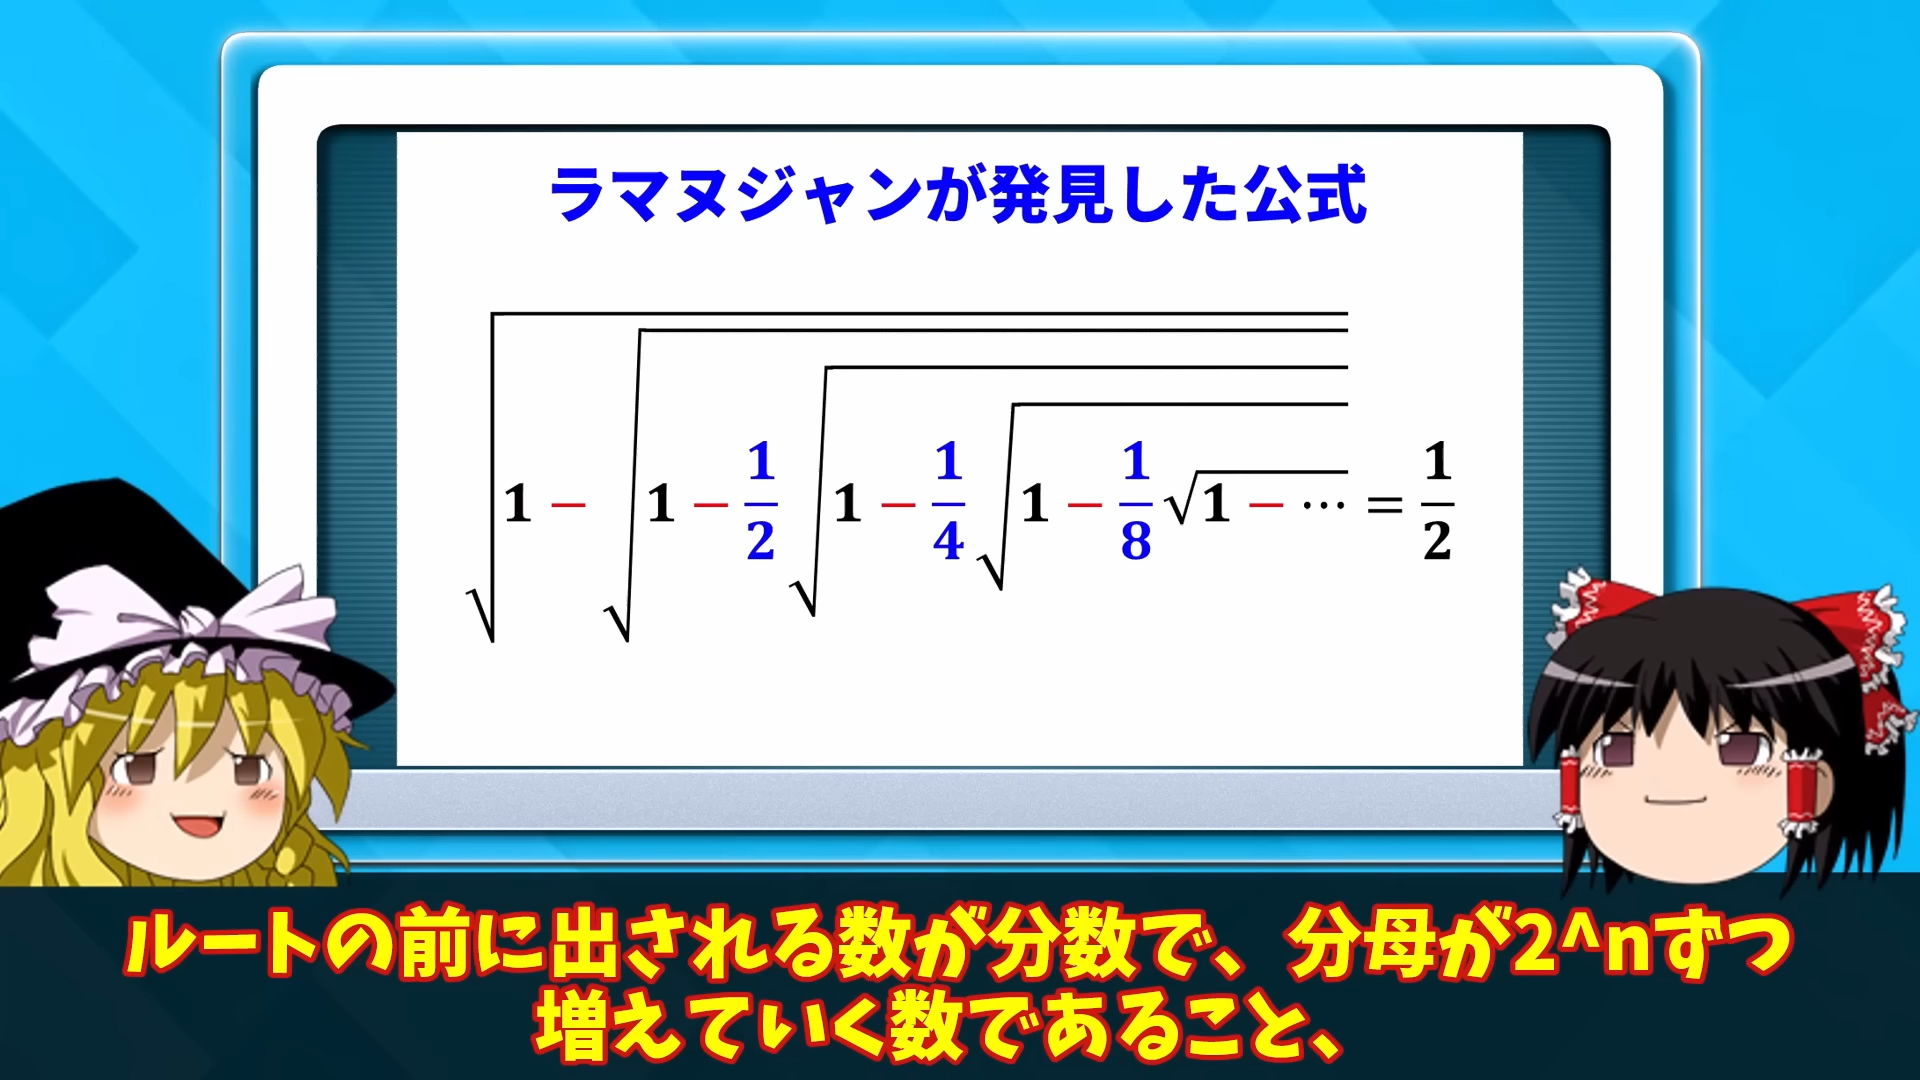 ラマヌジャンが発見した公式
√(1 − √(1 − 1/2 √(1 − 1/4 √(1 − 1/8 √(1 − ⋯))))) = 1/2
ルートの前に出される数が分数で、分母が2^nずつ
増えていく数であること、